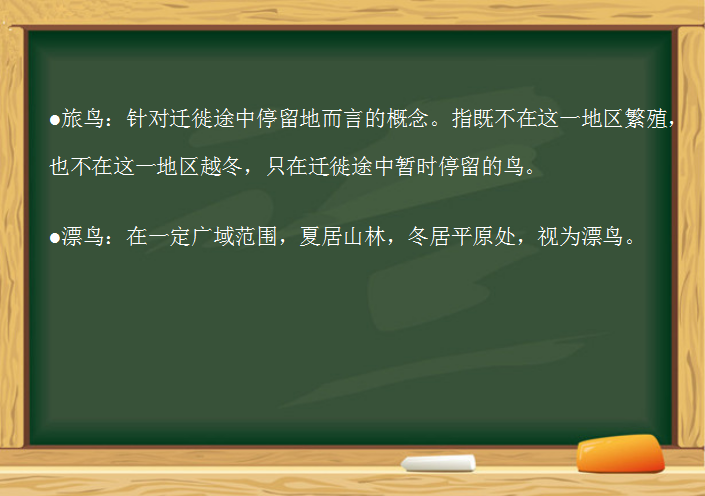 ●旅鸟：针对迁徙途中停留地而言的概念。指既不在这一地区繁殖，
也不在这一地区越冬，只在迁徙途中暂时停留的鸟。
●漂鸟：在一定广域范围，夏居山林，冬居平原处，视为漂鸟。